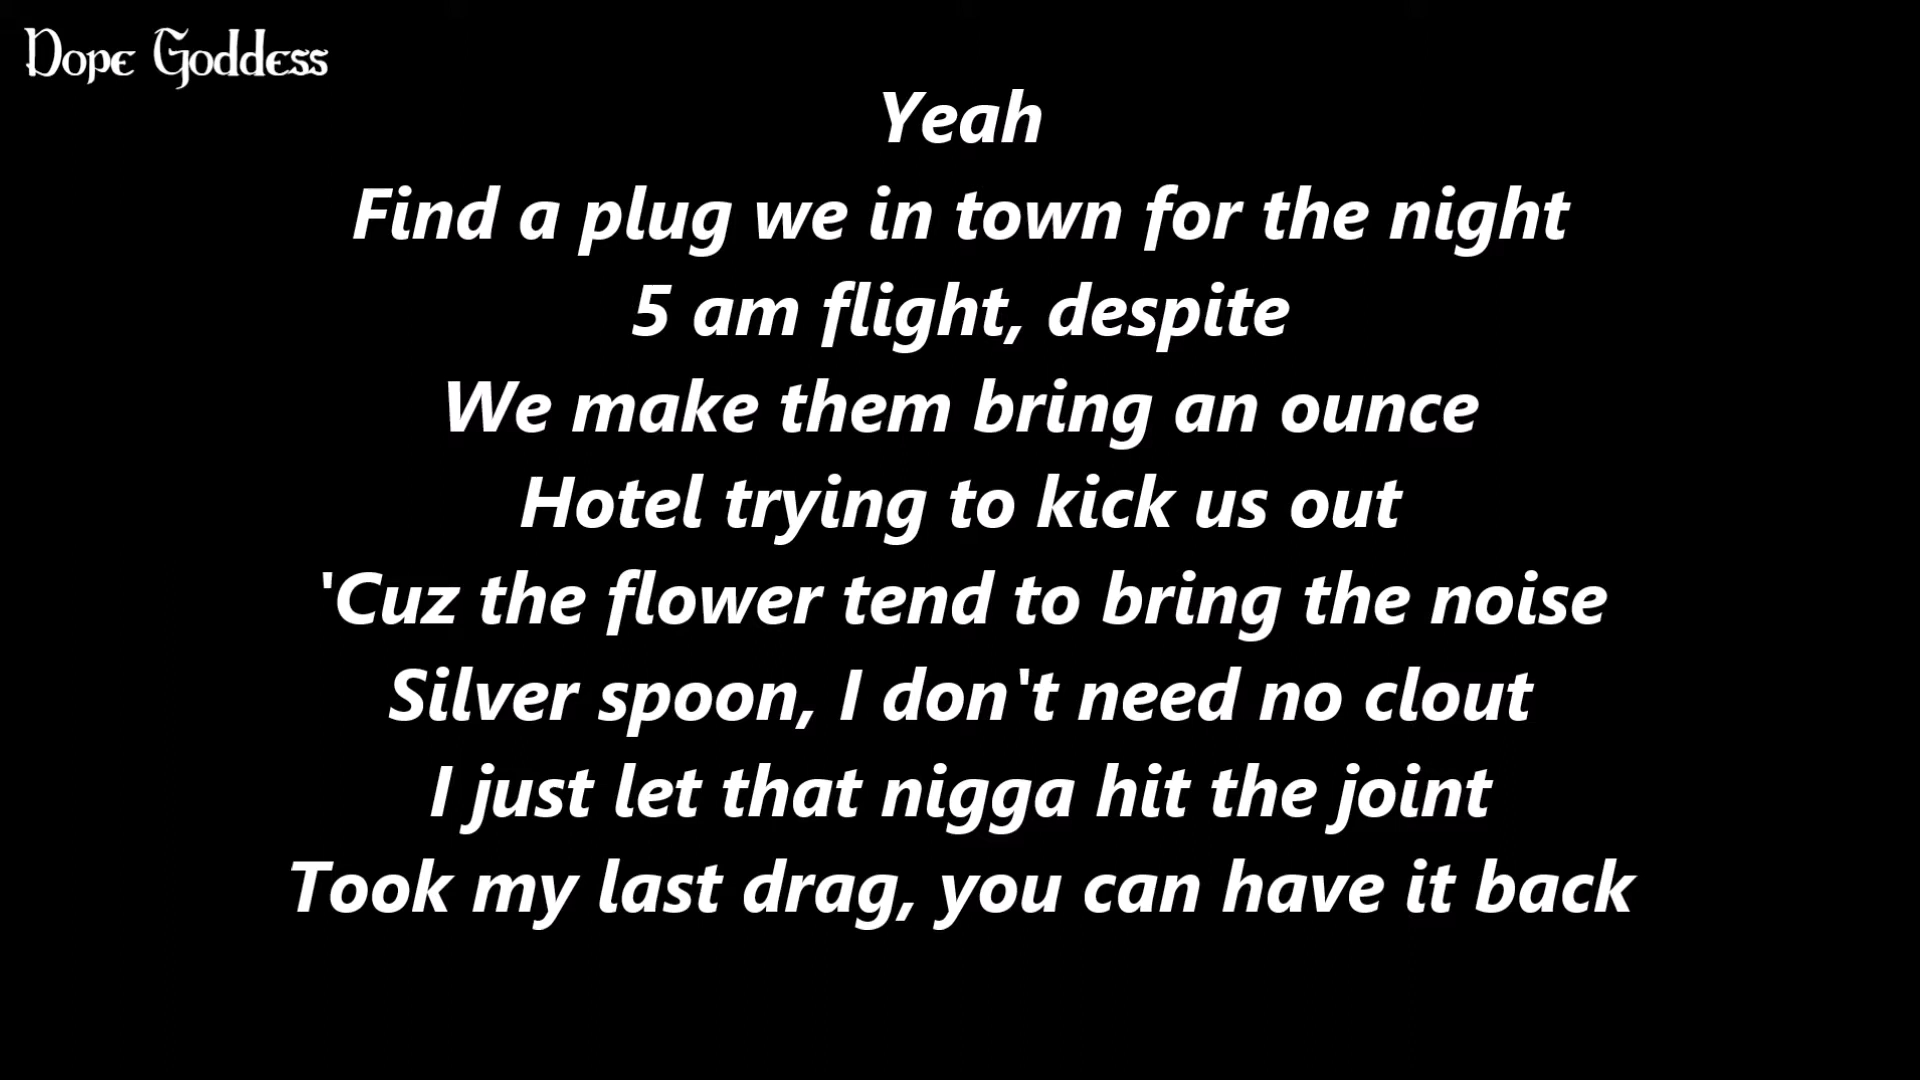 Dope Goddess
Yeah
Find a plug we in town for the night
5 am flight, despite
We make them bring an ounce
Hotel trying to kick us out
'Cuz the flower tend to bring the noise
Silver spoon, I don't need no clout
I just let that nigga hit the joint
Took my last drag, you can have it back